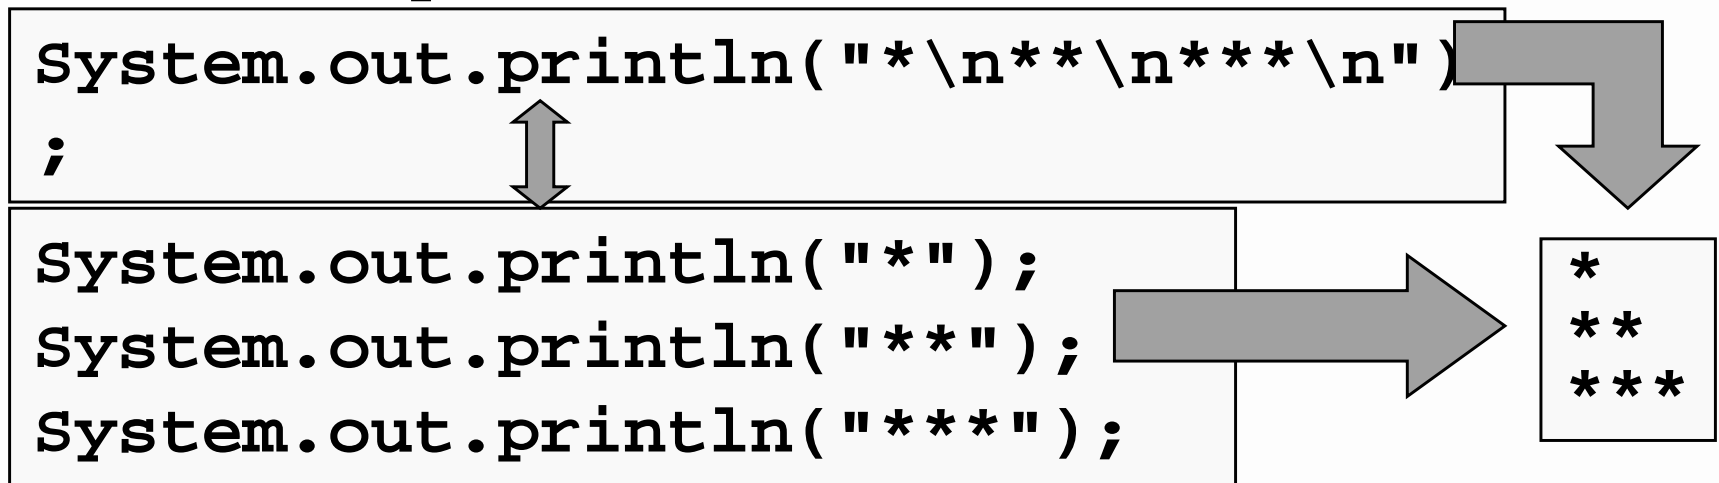 System.out.println("*\n**\n***\n")
;
System.out.println("*");
System.out.println("**");
System.out.println("***");
*
**
***